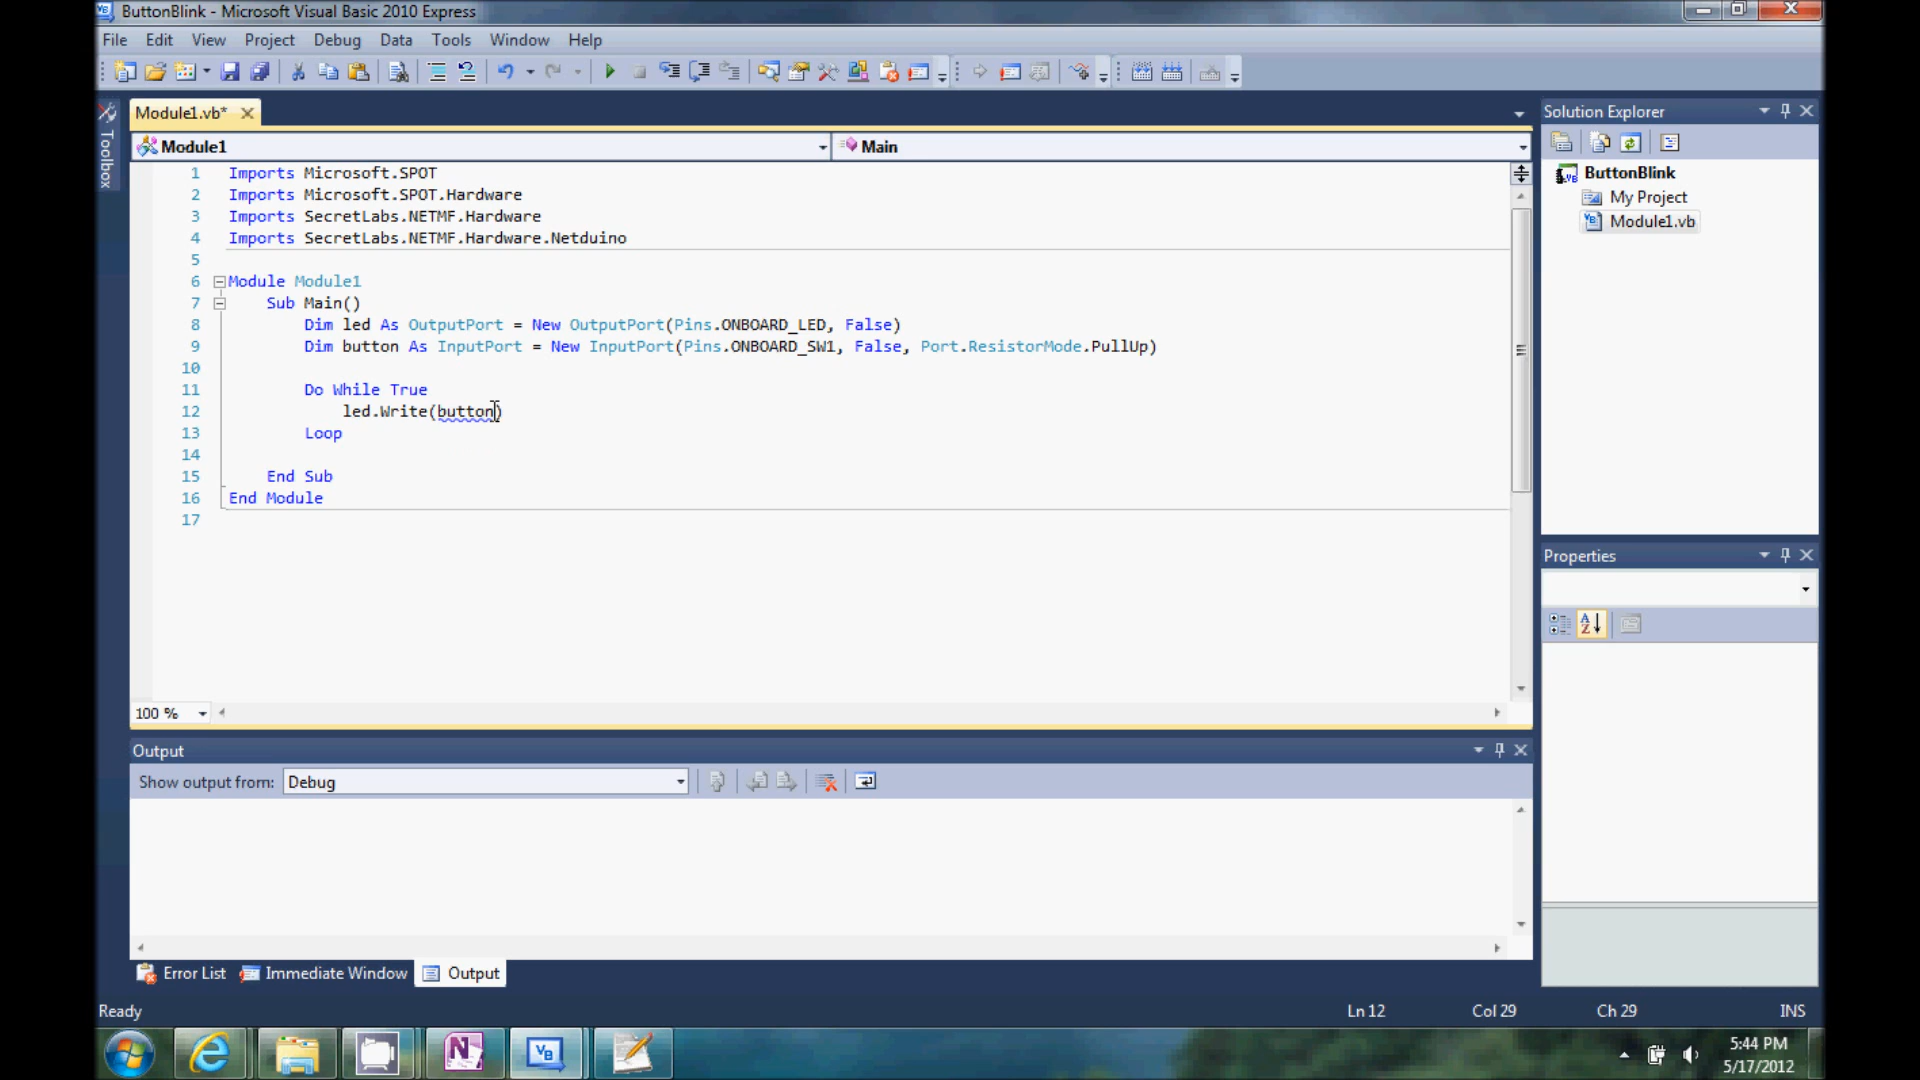 ButtonBlink - Microsoft Visual Basic 2010 Express
File Edit View Project Debug Data Tools Window Help
Module1.vb*
Toolbox
Module1
Main
1 Imports Microsoft.SPOT
2 Imports Microsoft.SPOT.Hardware
3 Imports SecretLabs.NETMF.Hardware
4 Imports SecretLabs.NETMF.Hardware.Netduino
5
6 Module Module1
7 Sub Main()
8 Dim led As OutputPort = New OutputPort(Pins.ONBOARD_LED, False)
9 Dim button As InputPort = New InputPort(Pins.ONBOARD_SW1, False, Port.ResistorMode.PullUp)
10
11 Do While True
12 led.Write(button)
13 Loop
14
15 End Sub
16 End Module
17
100 %
Solution Explorer
ButtonBlink
My Project
Module1.vb
Properties
Output
Show output from: Debug
Error List Immediate Window Output
Ready Ln 12 Col 29 Ch 29 INS
5:44 PM
5/17/2012